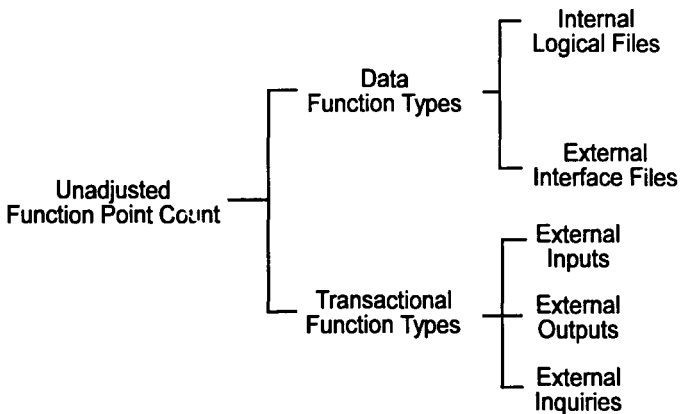 Internal
Logical Files
Data
Function Types
External
Interface Files
Unadjusted
Function Point Count
External
Inputs
Transactional
Function Types
External
Outputs
External
Inquiries